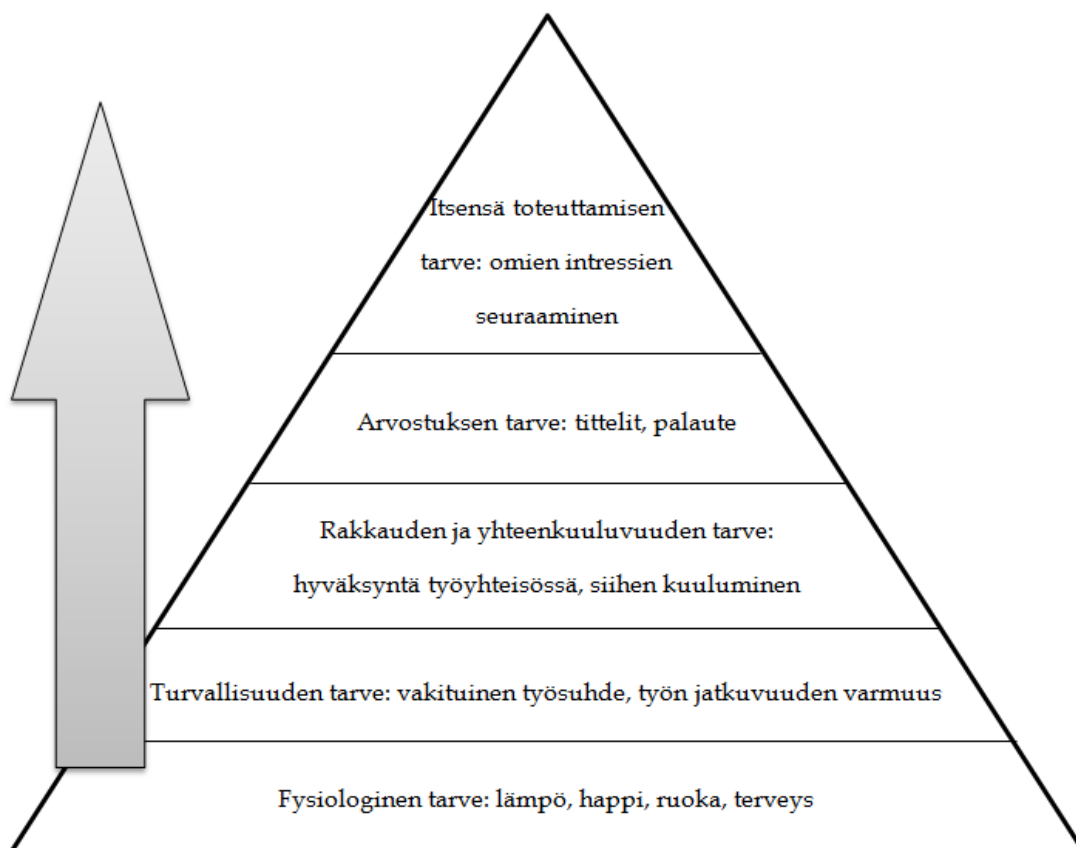 Itsensä toteuttamisen
tarve: omien intressien
seuraaminen
Arvostuksen tarve: tittelit, palaute
Rakkauden ja yhteenkuuluvuuden tarve:
hyväksyntä työyhteisössä, siihen kuuluminen
Turvallisuuden tarve: vakituinen työsuhde, työn jatkuvuuden varmuus
Fysiologinen tarve: lämpö, happi, ruoka, terveys